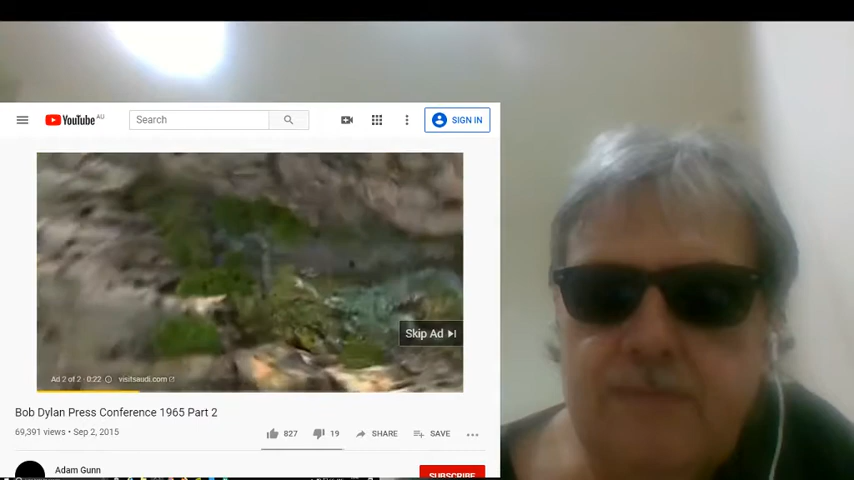 YouTube AU
Search
SIGN IN
Skip Ad
Ad 2 of 2 · 0:22
visitsaudi.com
Bob Dylan Press Conference 1965 Part 2
69,391 views • Sep 2, 2015
827
19
SHARE
SAVE
Adam Gunn
SUBSCRIBE